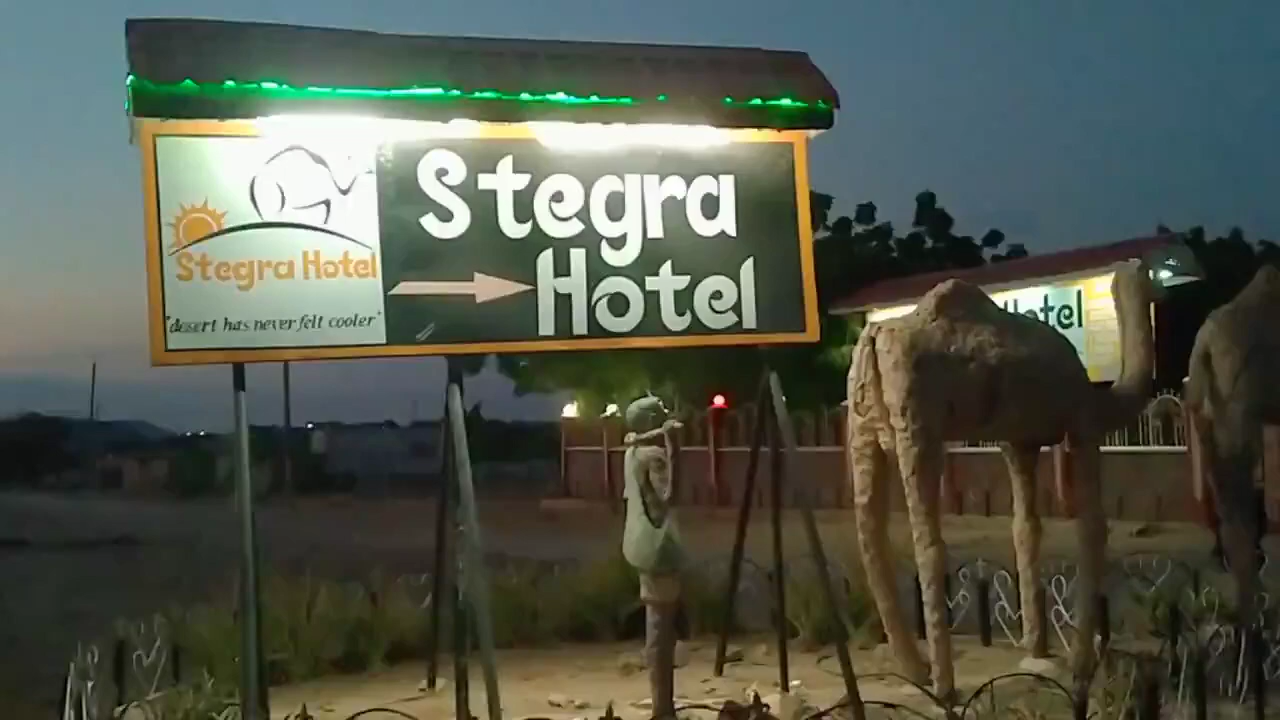 Stegra Hotel
"desert has never felt cooler"
Stegra
Hotel
Hotel